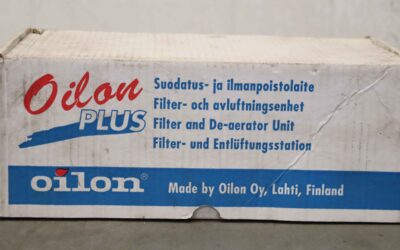 Oilon
PLUS
Suodatus- ja ilmanpoistolaite
Filter- och avluftningsenhet
Filter and De-aerator Unit
Filter- und Entlüftungsstation
oilon®
Made by Oilon Oy, Lahti, Finland